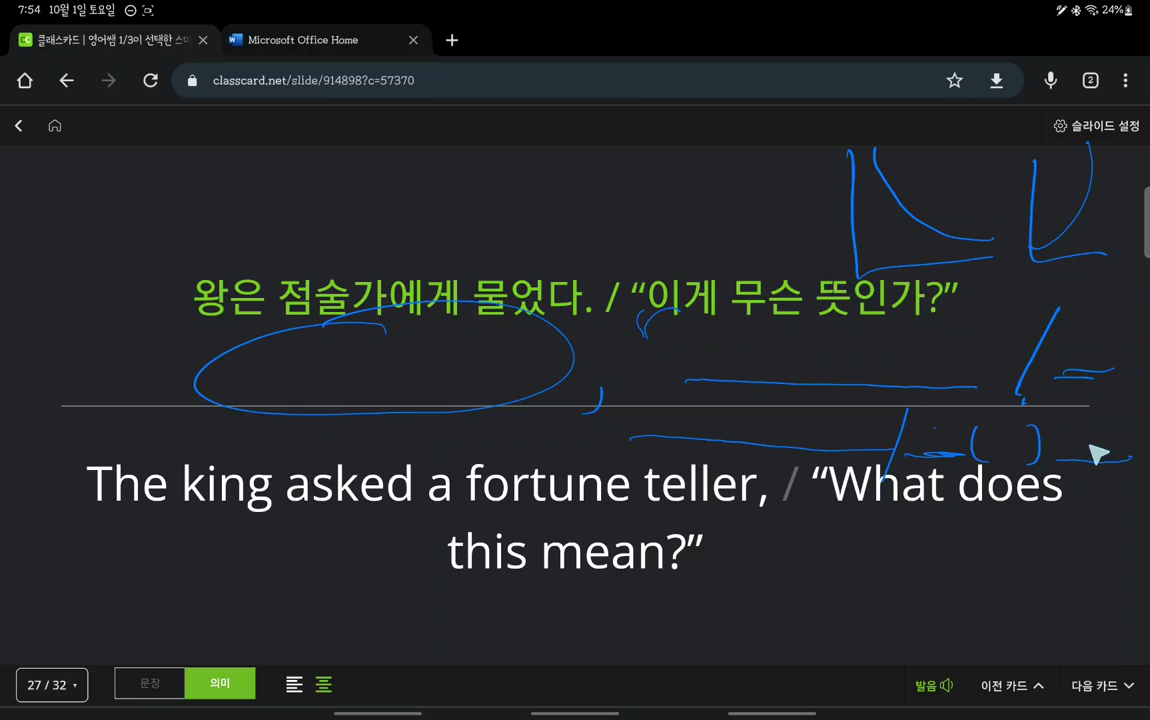 7:54 10월 1일 토요일 24%
클래스카드 | 영어쌤 1/3이 선택한 스마 Microsoft Office Home
classcard.net/slide/914898?c=57370 2
슬라이드 설정
왕은 점술가에게 물었다. / “이게 무슨 뜻인가?”
The king asked a fortune teller, / “What does
this mean?”
27 / 32 문장 의미 발음 이전 카드 다음 카드